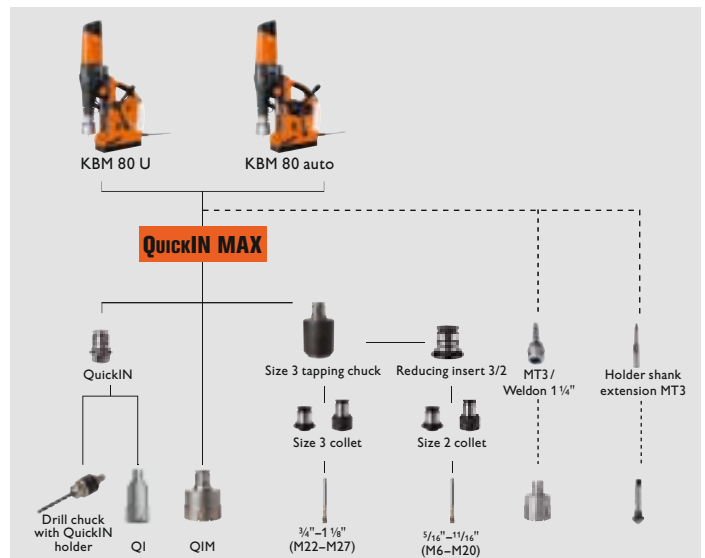 KBM 80 U
KBM 80 auto
QUICKIN MAX
QuickIN
Size 3 tapping chuck
Reducing insert 3/2
MT3/
Weldon 1 ¼"
Holder shank
extension MT3
Size 3 collet
Size 2 collet
Drill chuck
with QuickIN
holder
QI
QIM
¾"–1 ⅛"
(M22–M27)
5/16"–11/16"
(M6–M20)